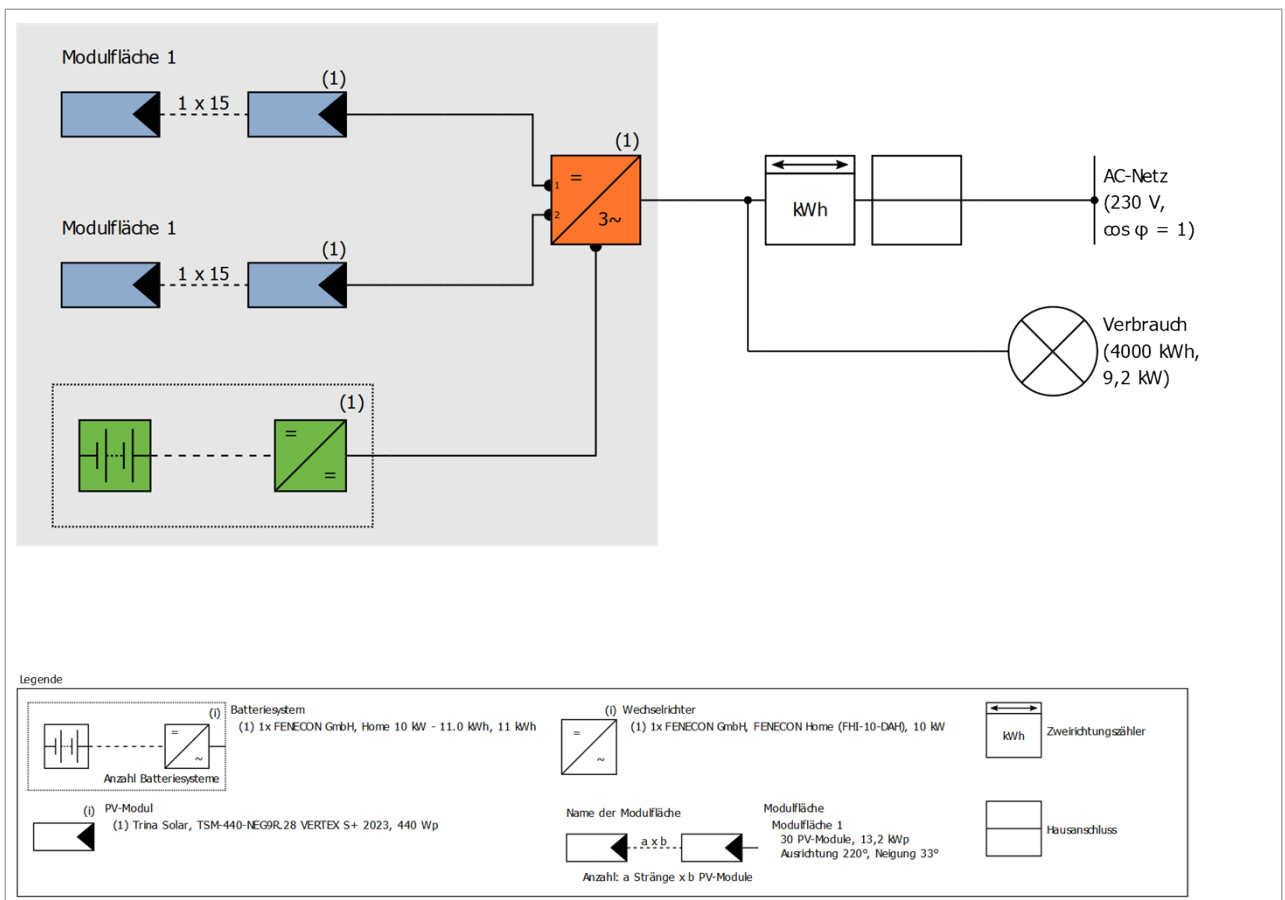 Modulfläche 1
(1)
1 x 15
(1)
=
1
2
3~
kWh
AC-Netz
(230 V,
cos φ = 1)
Modulfläche 1
(1)
1 x 15
Verbrauch
(4000 kWh,
9,2 kW)
(1)
=
=
Legende
(i) Batteriesystem
(1) 1x FENECON GmbH, Home 10 kW - 11.0 kWh, 11 kWh
=
~
Anzahl Batteriesysteme
(i) Wechselrichter
(1) 1x FENECON GmbH, FENECON Home (FHI-10-DAH), 10 kW
=
~
kWh
Zweirichtungszähler
(i) PV-Modul
(1) Trina Solar, TSM-440-NEG9R.28 VERTEX S+ 2023, 440 Wp
Name der Modulfläche
a x b
Anzahl: a Stränge x b PV-Module
Modulfläche
Modulfläche 1
30 PV-Module, 13,2 kWp
Ausrichtung 220°, Neigung 33°
Hausanschluss